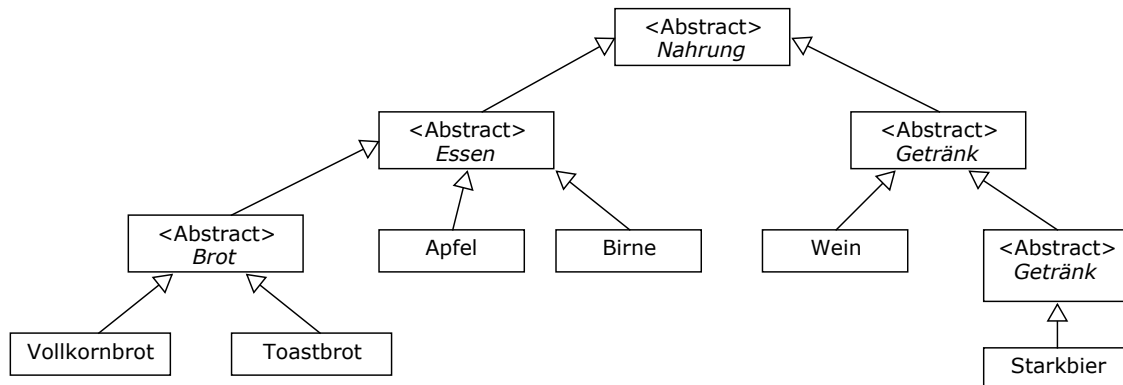 <Abstract>
Nahrung
<Abstract>
Essen
<Abstract>
Getränk
<Abstract>
Brot
Apfel
Birne
Wein
<Abstract>
Getränk
Vollkornbrot
Toastbrot
Starkbier